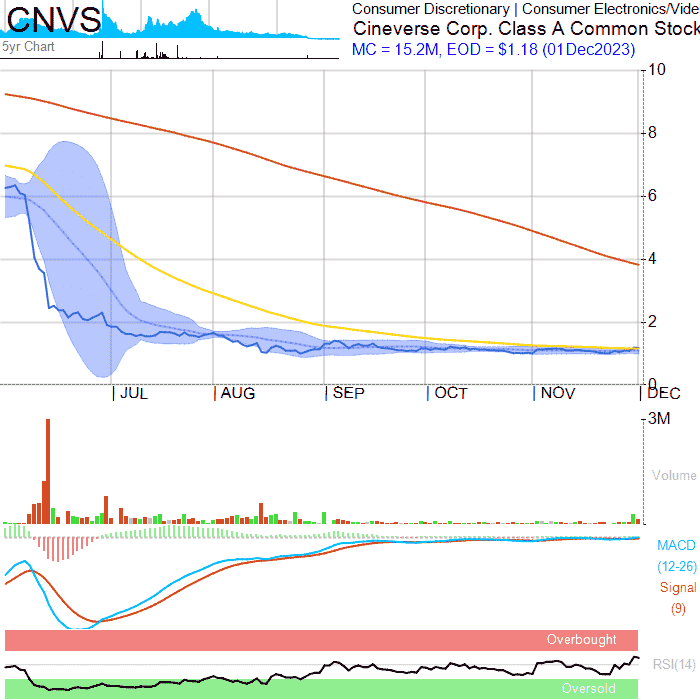 CNVS
5yr Chart
Consumer Discretionary | Consumer Electronics/Vide
Cineverse Corp. Class A Common Stock
MC = 15.2M, EOD = $1.18 (01Dec2023)
10
8
6
4
2
0
JUL
AUG
SEP
OCT
NOV
DEC
3M
Volume
MACD
(12-26)
Signal
(9)
Overbought
RSI(14)
Oversold